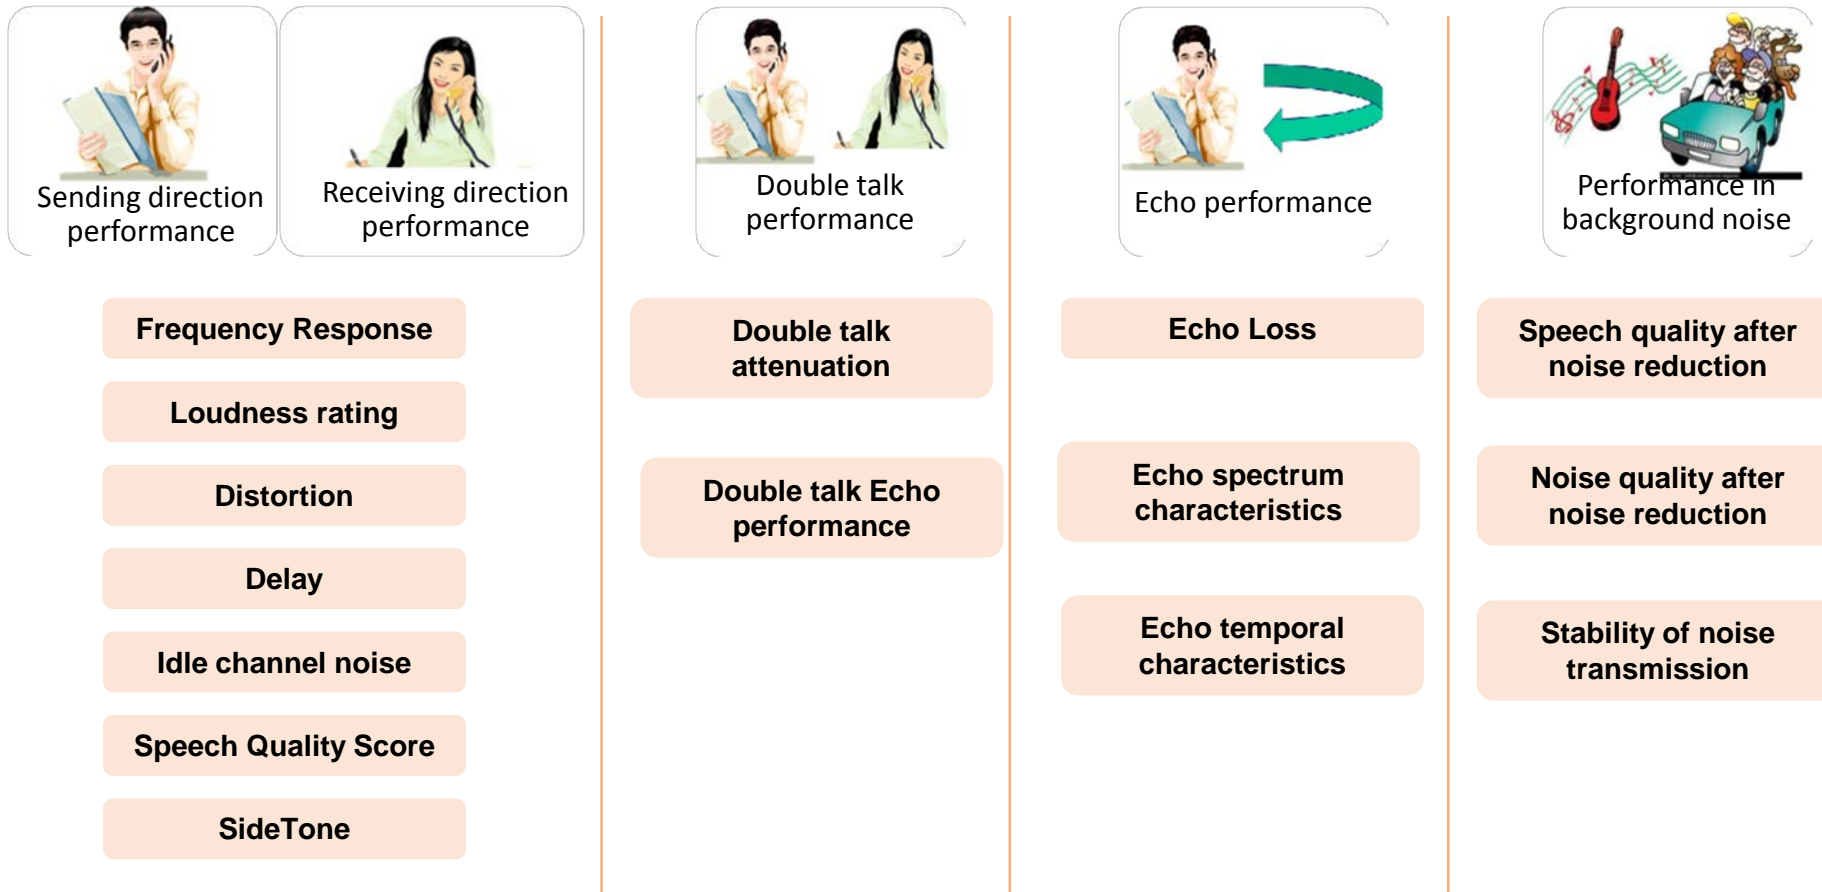 Sending direction
performance
Receiving direction
performance
Frequency Response
Loudness rating
Distortion
Delay
Idle channel noise
Speech Quality Score
SideTone
Double talk
performance
Double talk
attenuation
Double talk Echo
performance
Echo performance
Echo Loss
Echo spectrum
characteristics
Echo temporal
characteristics
Performance in
background noise
Speech quality after
noise reduction
Noise quality after
noise reduction
Stability of noise
transmission